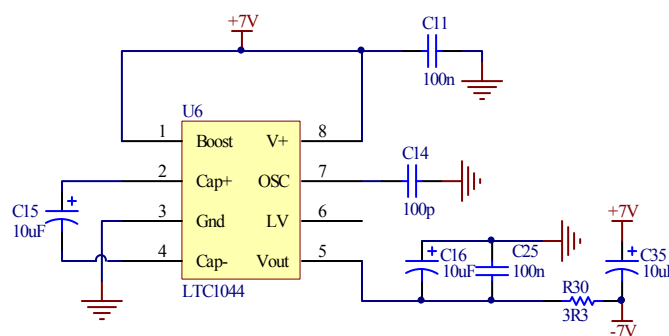 +7V
C11
100n
U6
1 Boost V+ 8
2 Cap+ OSC 7
3 Gnd LV 6
4 Cap- Vout 5
LTC1044
C15
10uF
C14
100p
C16
10uF
C25
100n
R30
3R3
+7V
C35
10u
-7V